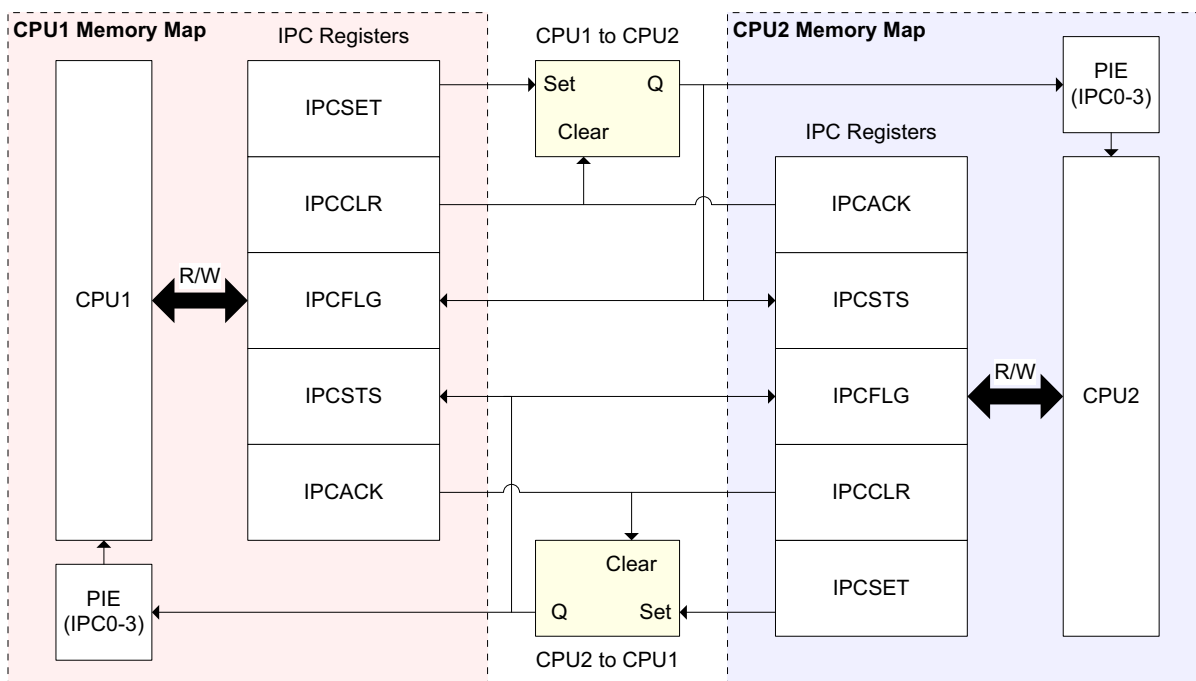 CPU1 Memory Map
IPC Registers
CPU1 to CPU2
CPU2 Memory Map
IPCSET
Set
Q
Clear
PIE
(IPC0-3)
IPC Registers
IPCCLR
IPCACK
CPU1
R/W
IPCFLG
IPCSTS
IPCSTS
IPCFLG
R/W
CPU2
IPCACK
IPCCLR
PIE
(IPC0-3)
Clear
Q
Set
IPCSET
CPU2 to CPU1